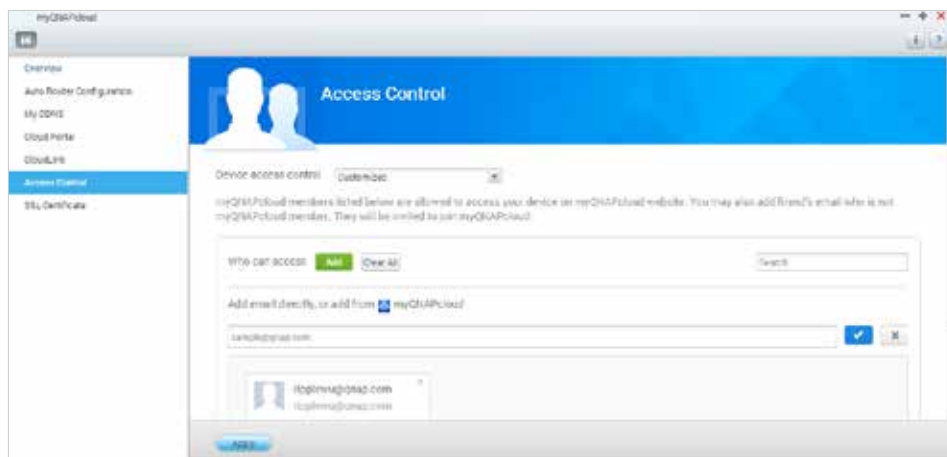 myQNAPcloud
Overview
Auto Router Configuration
My DDNS
Cloud Portal
CloudLink
Access Control
SSL Certificate
Access Control
Device access control: Customized
myQNAPcloud members listed below are allowed to access your device on myQNAPcloud website. You may also add friend's email who is not
myQNAPcloud member. They will be invited to join myQNAPcloud.
Who can access: Add Clear All Search
Add email directly, or add from myQNAPcloud
sample@qnap.com
@qnap.com
@qnap.com
Apply